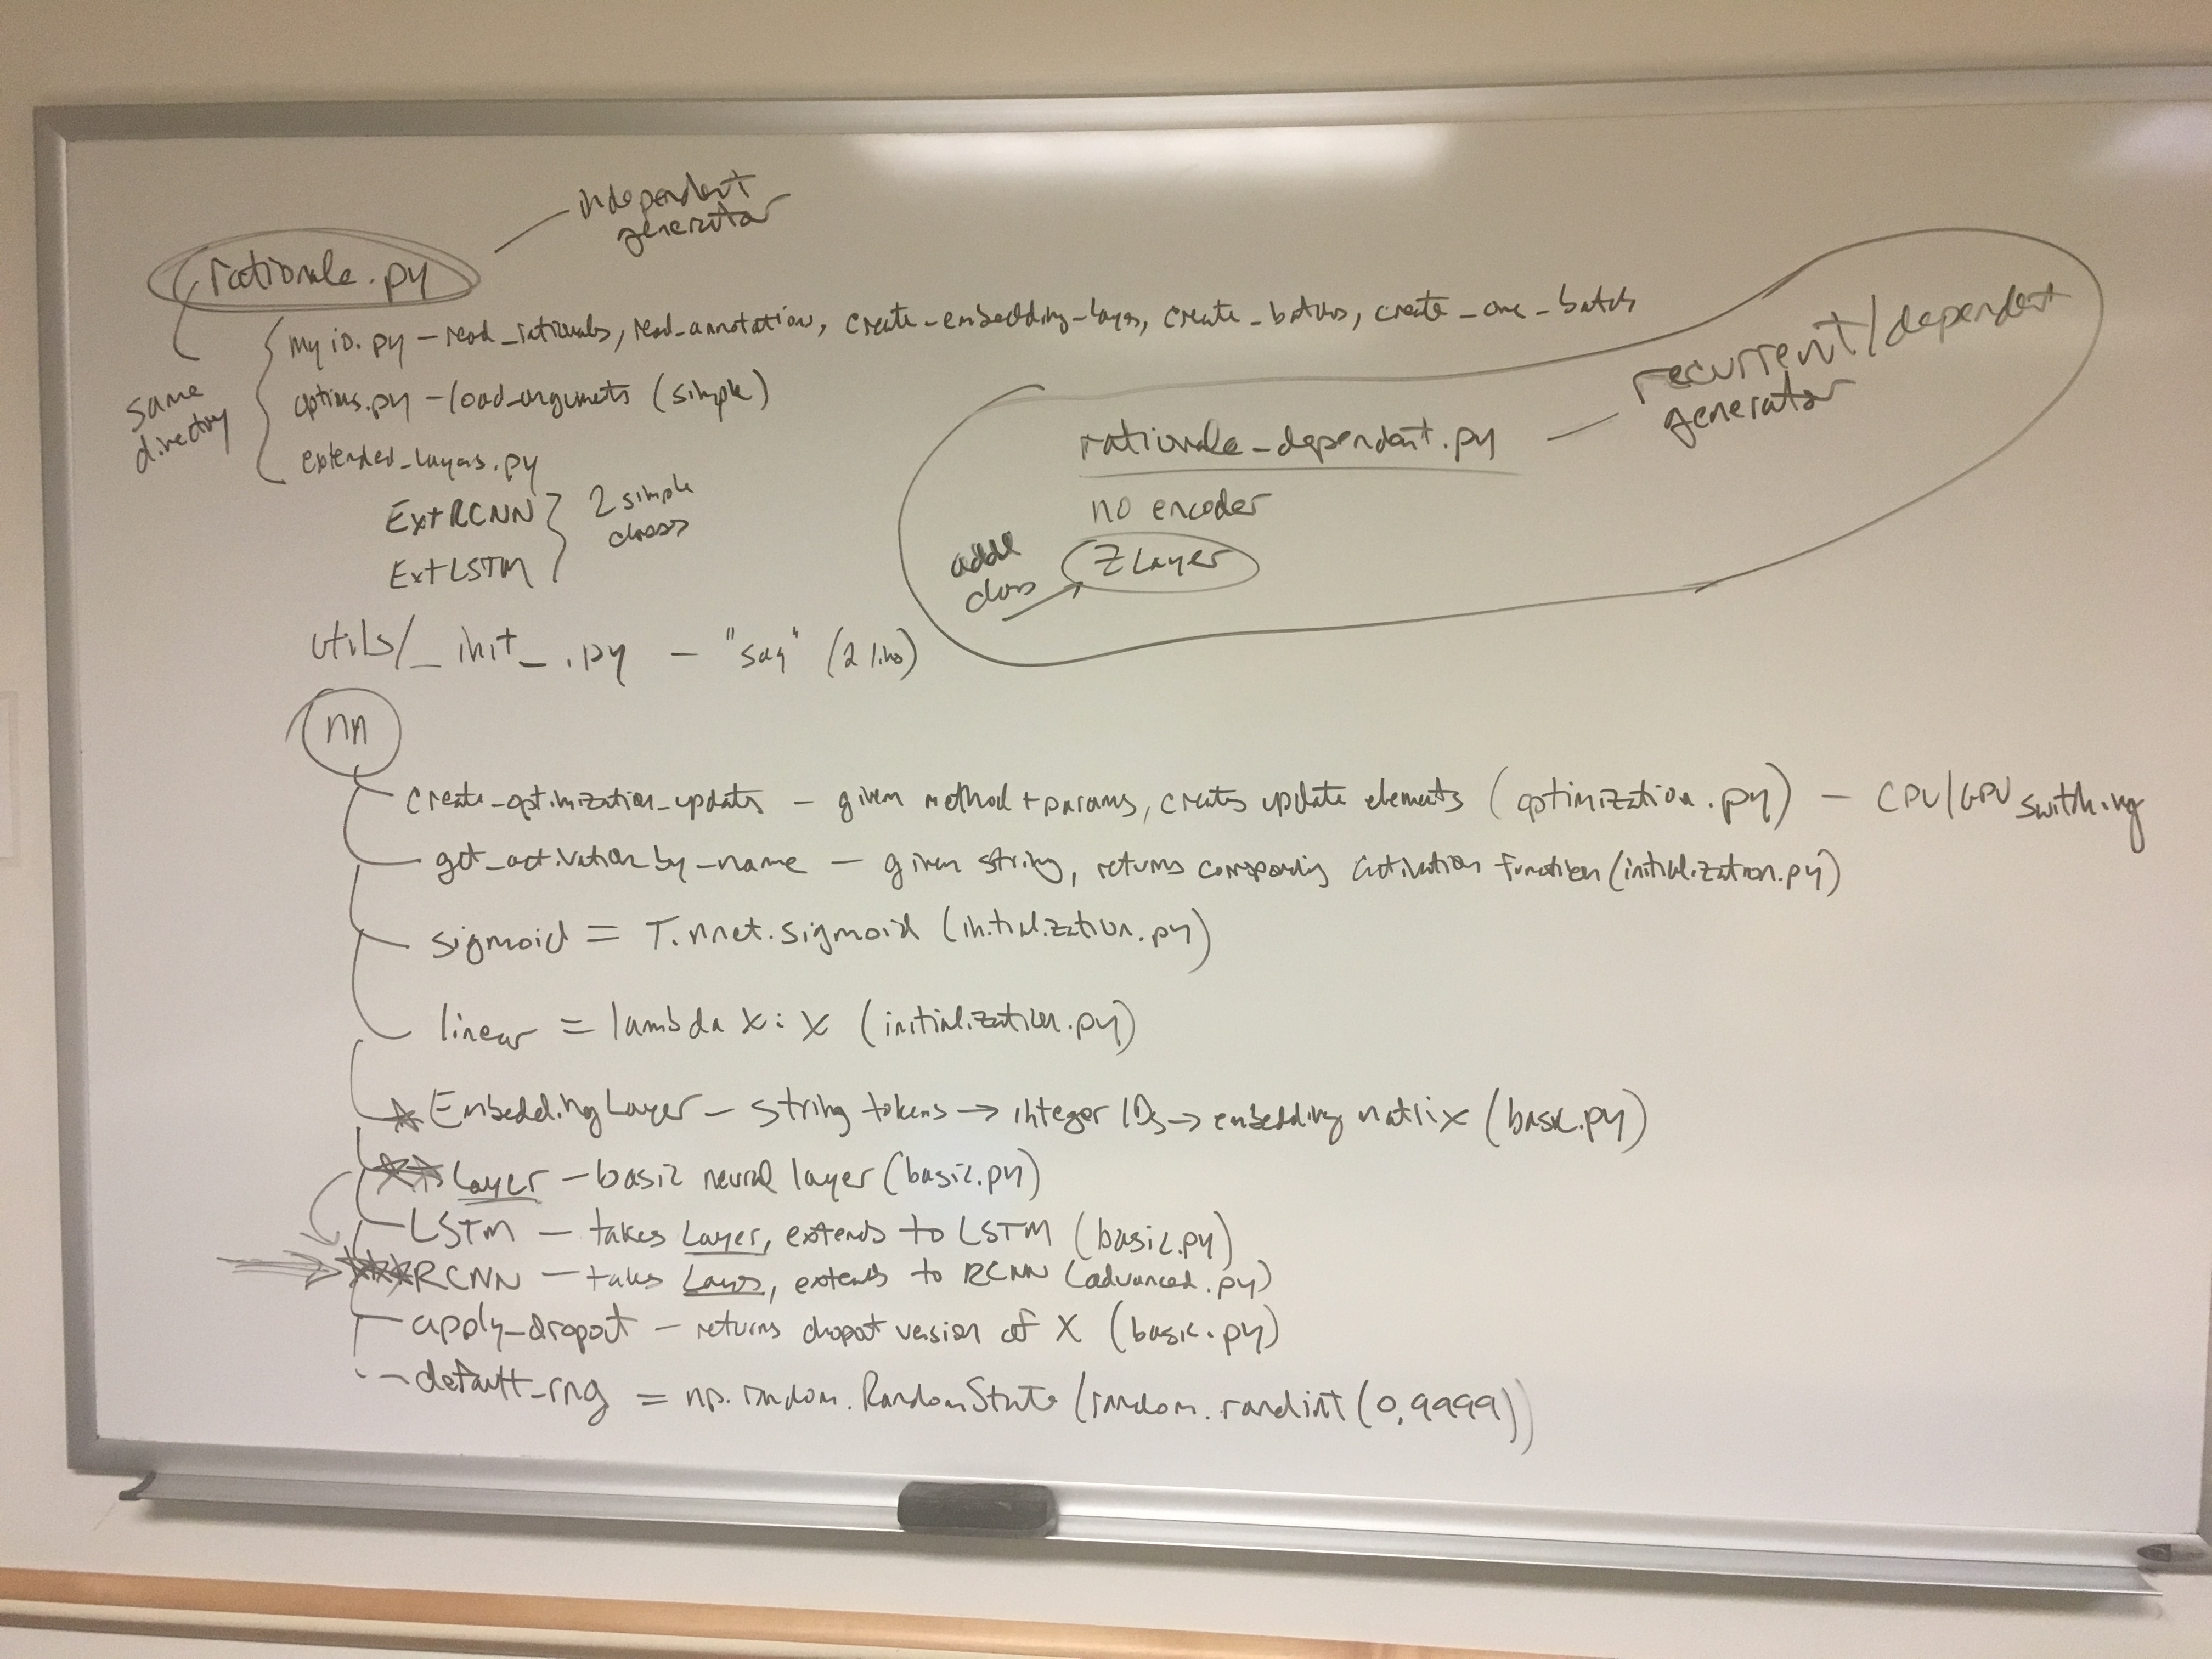 independent
generator
rationale.py
same
directory
myio.py – read_rationales, read_annotations, create_embedding_layer, create_batches, create_one_batch
options.py – load_arguments (simple)
extended_layers.py
ExtRCNN
ExtLSTM
2 simple
classes
recurrent/dependent
generator
rationale_dependent.py
no encoder
add'l
class
ZLayer
utils/_init_.py – "say" (2 lines)
nn
create_optimization_updates – given method + params, creates update elements (optimization.py) – CPU/GPU switching
get_activation_by_name – given string, returns corresponding activation function (initialization.py)
sigmoid = T.nnet.sigmoid (initialization.py)
linear = lambda x: x (initialization.py)
EmbeddingLayer – string tokens → integer IDs → embedding matrix (basic.py)
Layer – basic neural layer (basic.py)
LSTM – takes Layer, extends to LSTM (basic.py)
RCNN – takes Layer, extends to RCNN (advanced.py)
apply_dropout – returns dropout version of X (basic.py)
default_rng = np.random.RandomState (random.randint(0,9999))